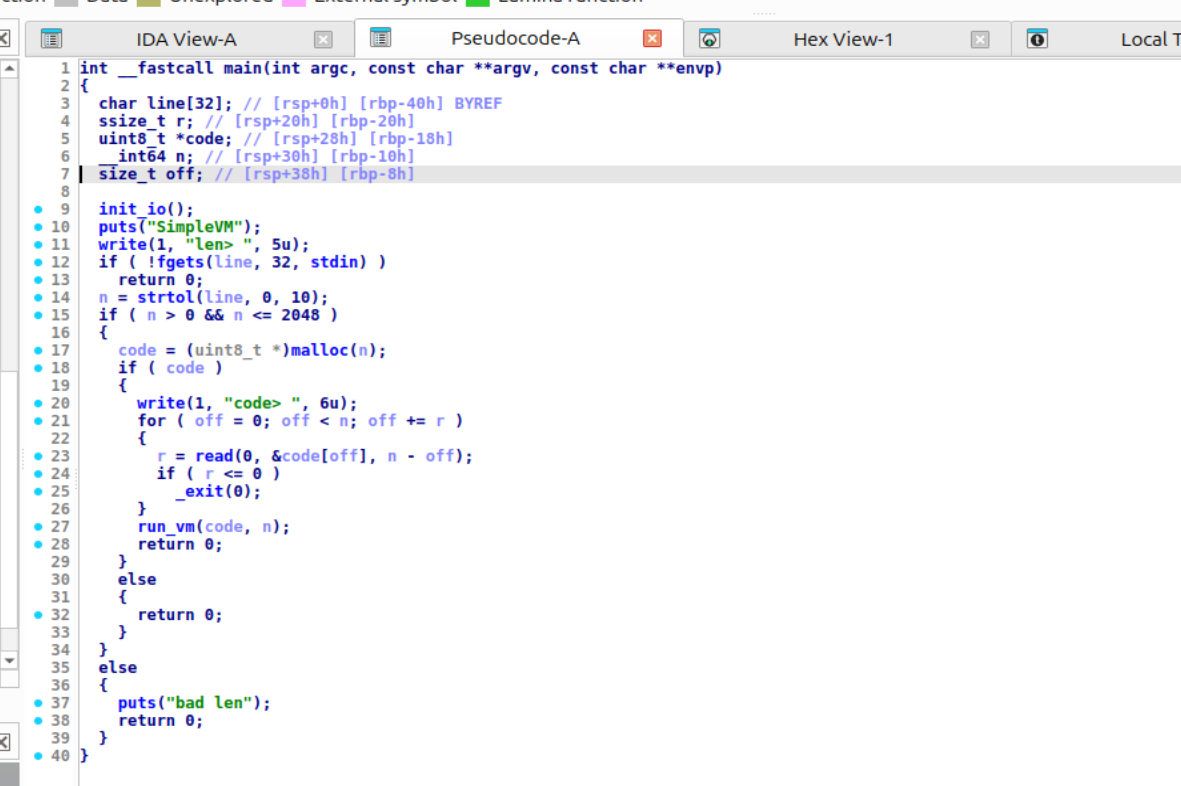 Data Unexplored External symbol Lumina function
IDA View-A Pseudocode-A Hex View-1 Local T
1 int __fastcall main(int argc, const char **argv, const char **envp)
2 {
3 char line[32]; // [rsp+0h] [rbp-40h] BYREF
4 ssize_t r; // [rsp+20h] [rbp-20h]
5 uint8_t *code; // [rsp+28h] [rbp-18h]
6 __int64 n; // [rsp+30h] [rbp-10h]
7 size_t off; // [rsp+38h] [rbp-8h]
8
9 init_io();
10 puts("SimpleVM");
11 write(1, "len> ", 5u);
12 if ( !fgets(line, 32, stdin) )
13 return 0;
14 n = strtol(line, 0, 10);
15 if ( n > 0 && n <= 2048 )
16 {
17 code = (uint8_t *)malloc(n);
18 if ( code )
19 {
20 write(1, "code> ", 6u);
21 for ( off = 0; off < n; off += r )
22 {
23 r = read(0, &code[off], n - off);
24 if ( r <= 0 )
25 _exit(0);
26 }
27 run_vm(code, n);
28 return 0;
29 }
30 else
31 {
32 return 0;
33 }
34 }
35 else
36 {
37 puts("bad len");
38 return 0;
39 }
40 }